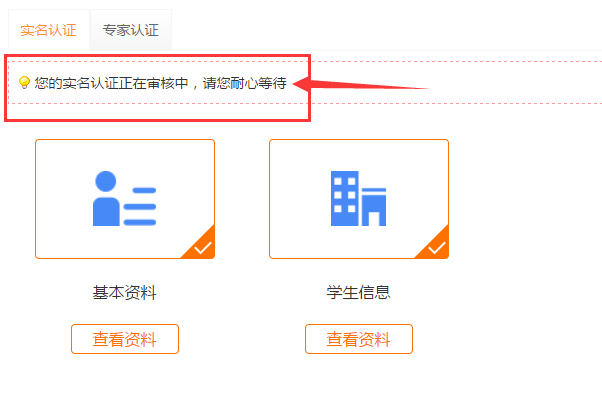 实名认证 专家认证
您的实名认证正在审核中，请您耐心等待
基本资料 学生信息
查看资料 查看资料